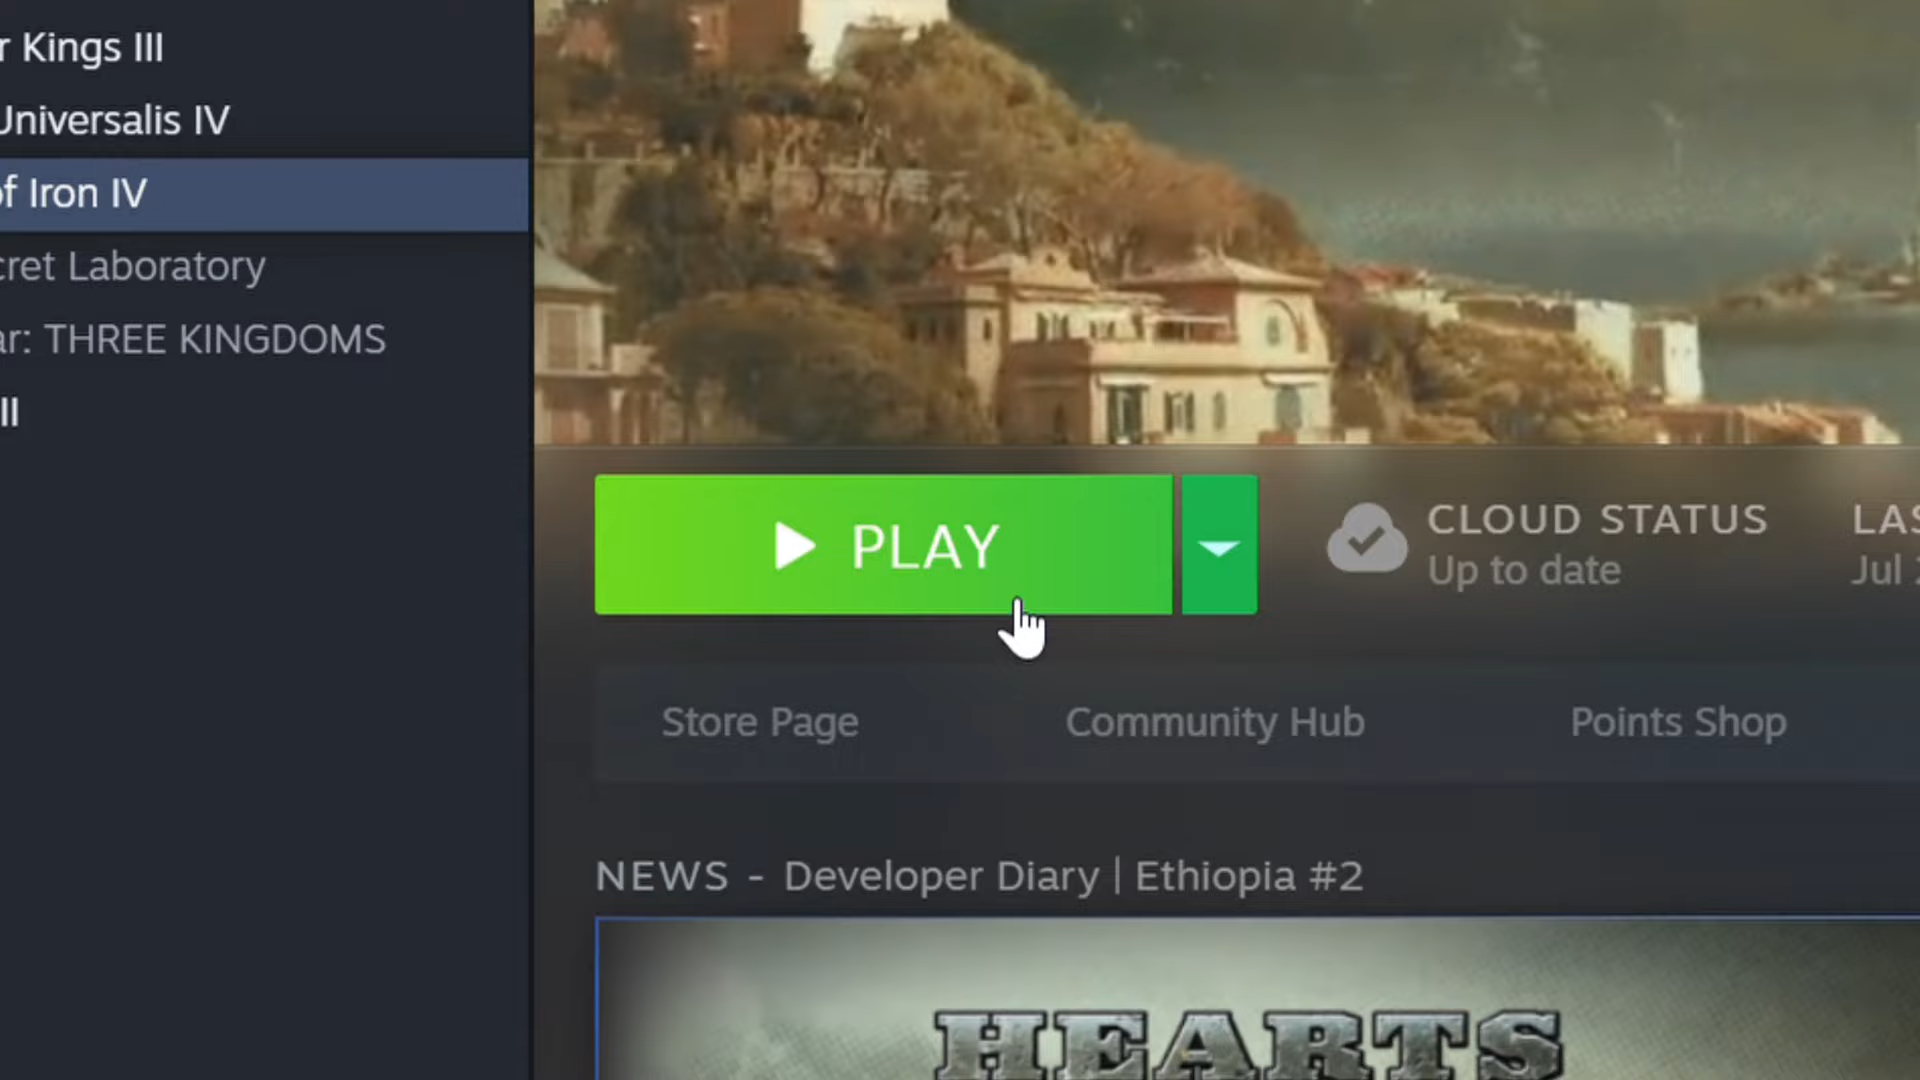 r Kings III
Universalis IV
of Iron IV
cret Laboratory
ar: THREE KINGDOMS
II
PLAY
CLOUD STATUS
Up to date
LAS
Jul 2
Store Page
Community Hub
Points Shop
NEWS - Developer Diary | Ethiopia #2
HEARTS